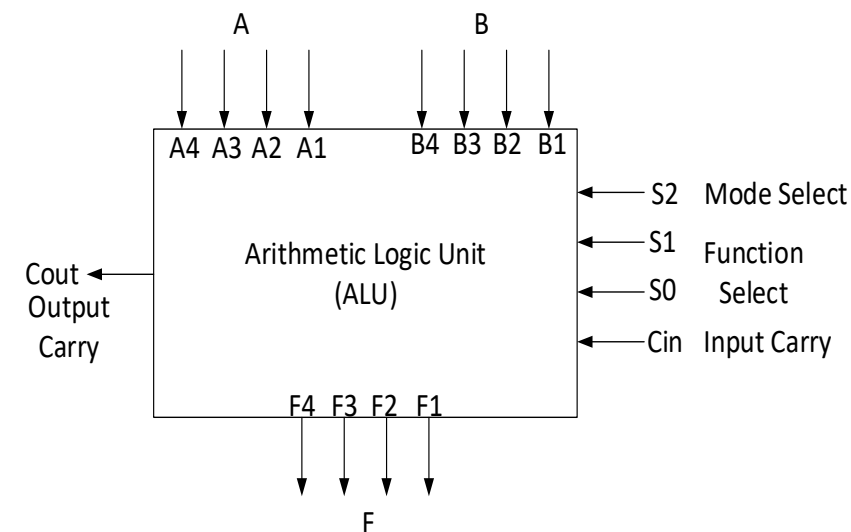 A B
A4 A3 A2 A1 B4 B3 B2 B1
S2 Mode Select
S1 Function
S0 Select
Cin Input Carry
Arithmetic Logic Unit
(ALU)
Cout
Output
Carry
F4 F3 F2 F1
F